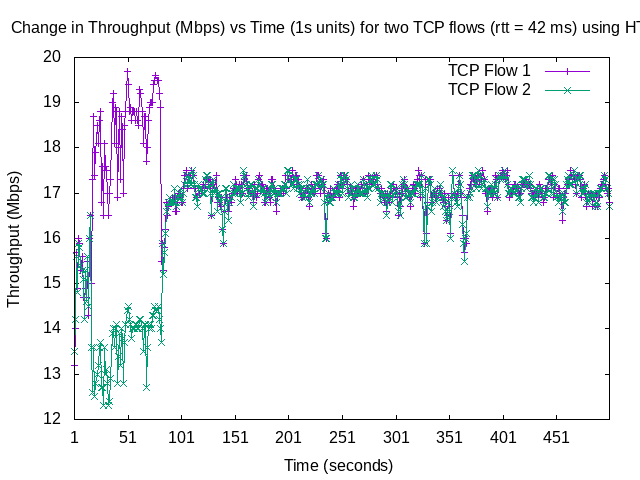 Change in Throughput (Mbps) vs Time (1s units) for two TCP flows (rtt = 42 ms) using HT
20
TCP Flow 1
TCP Flow 2
19
18
17
16
15
14
13
12
Throughput (Mbps)
1 51 101 151 201 251 301 351 401 451
Time (seconds)